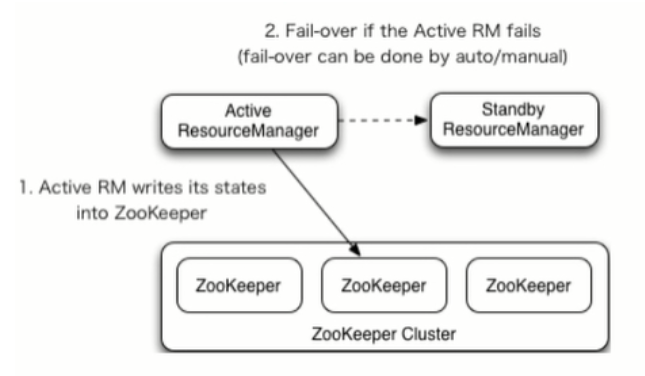 2. Fail-over if the Active RM fails
(fail-over can be done by auto/manual)
Active
ResourceManager
Standby
ResourceManager
1. Active RM writes its states
into ZooKeeper
ZooKeeper
ZooKeeper
ZooKeeper
ZooKeeper Cluster